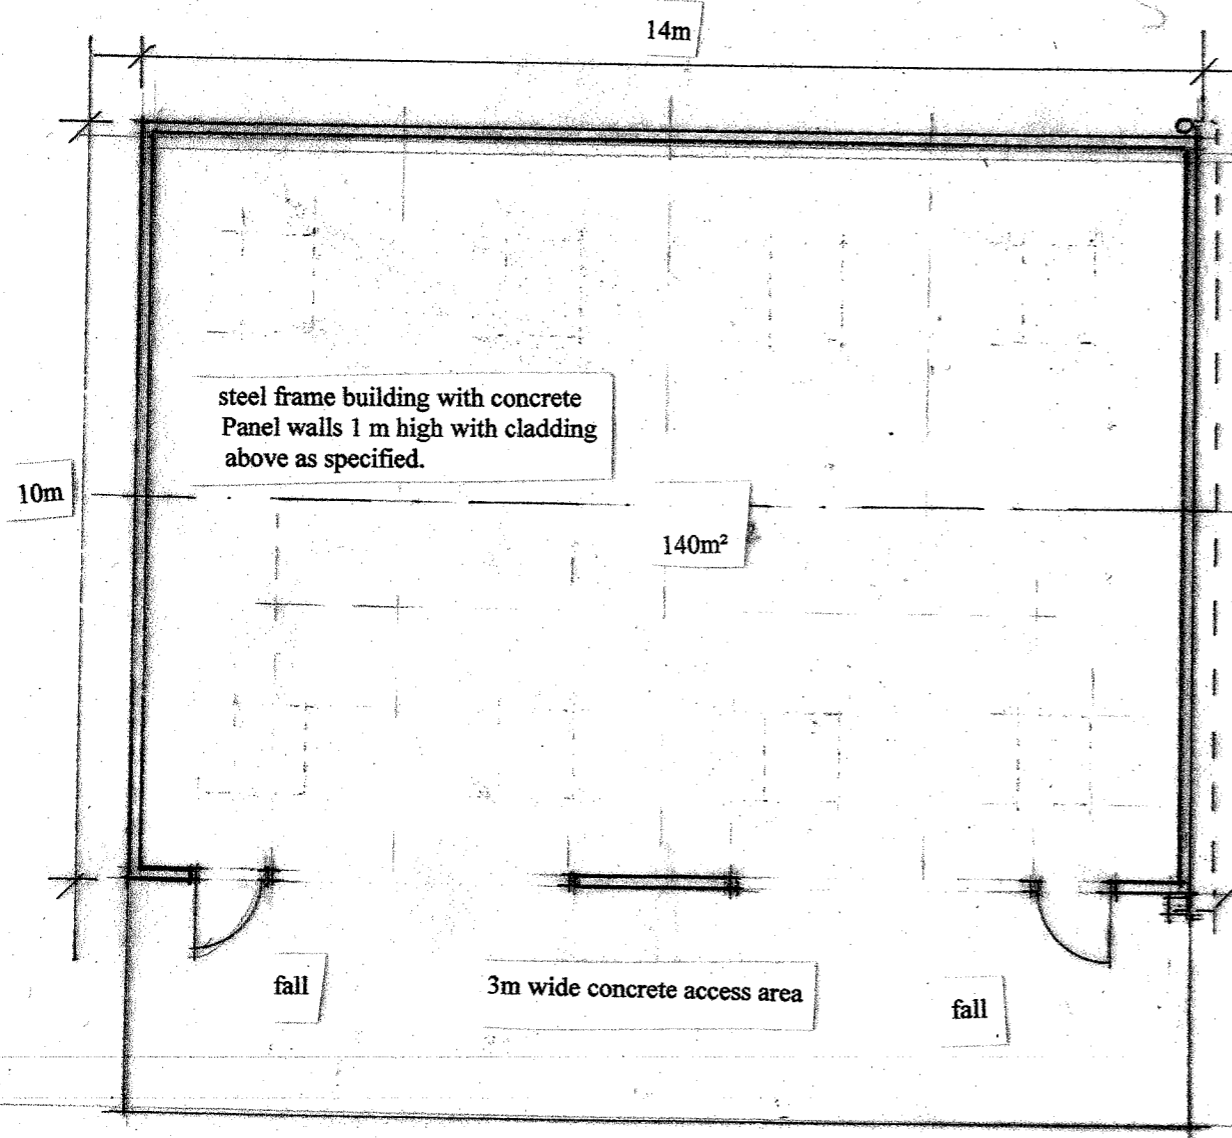 14m
steel frame building with concrete
Panel walls 1 m high with cladding
above as specified.
10m
140m²
fall
3m wide concrete access area
fall